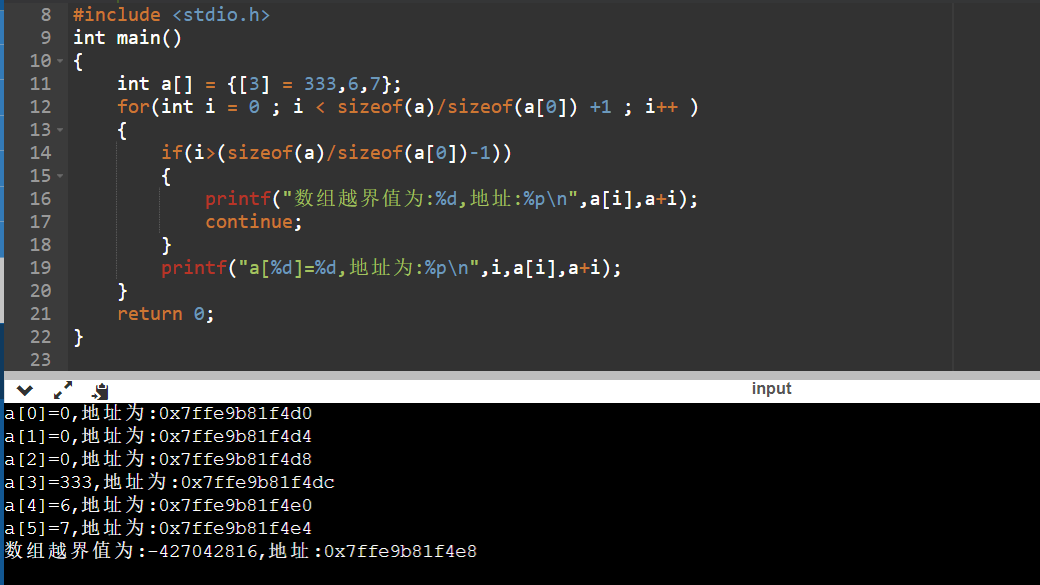 8 #include <stdio.h>
9 int main()
10 {
11     int a[] = {[3] = 333,6,7};
12     for(int i = 0 ; i < sizeof(a)/sizeof(a[0]) +1 ; i++ )
13     {
14         if(i>(sizeof(a)/sizeof(a[0])-1))
15         {
16             printf("数组越界值为:%d,地址:%p\n",a[i],a+i);
17             continue;
18         }
19         printf("a[%d]=%d,地址为:%p\n",i,a[i],a+i);
20     }
21     return 0;
22 }
23
input
a[0]=0,地址为:0x7ffe9b81f4d0
a[1]=0,地址为:0x7ffe9b81f4d4
a[2]=0,地址为:0x7ffe9b81f4d8
a[3]=333,地址为:0x7ffe9b81f4dc
a[4]=6,地址为:0x7ffe9b81f4e0
a[5]=7,地址为:0x7ffe9b81f4e4
数组越界值为:-427042816,地址:0x7ffe9b81f4e8